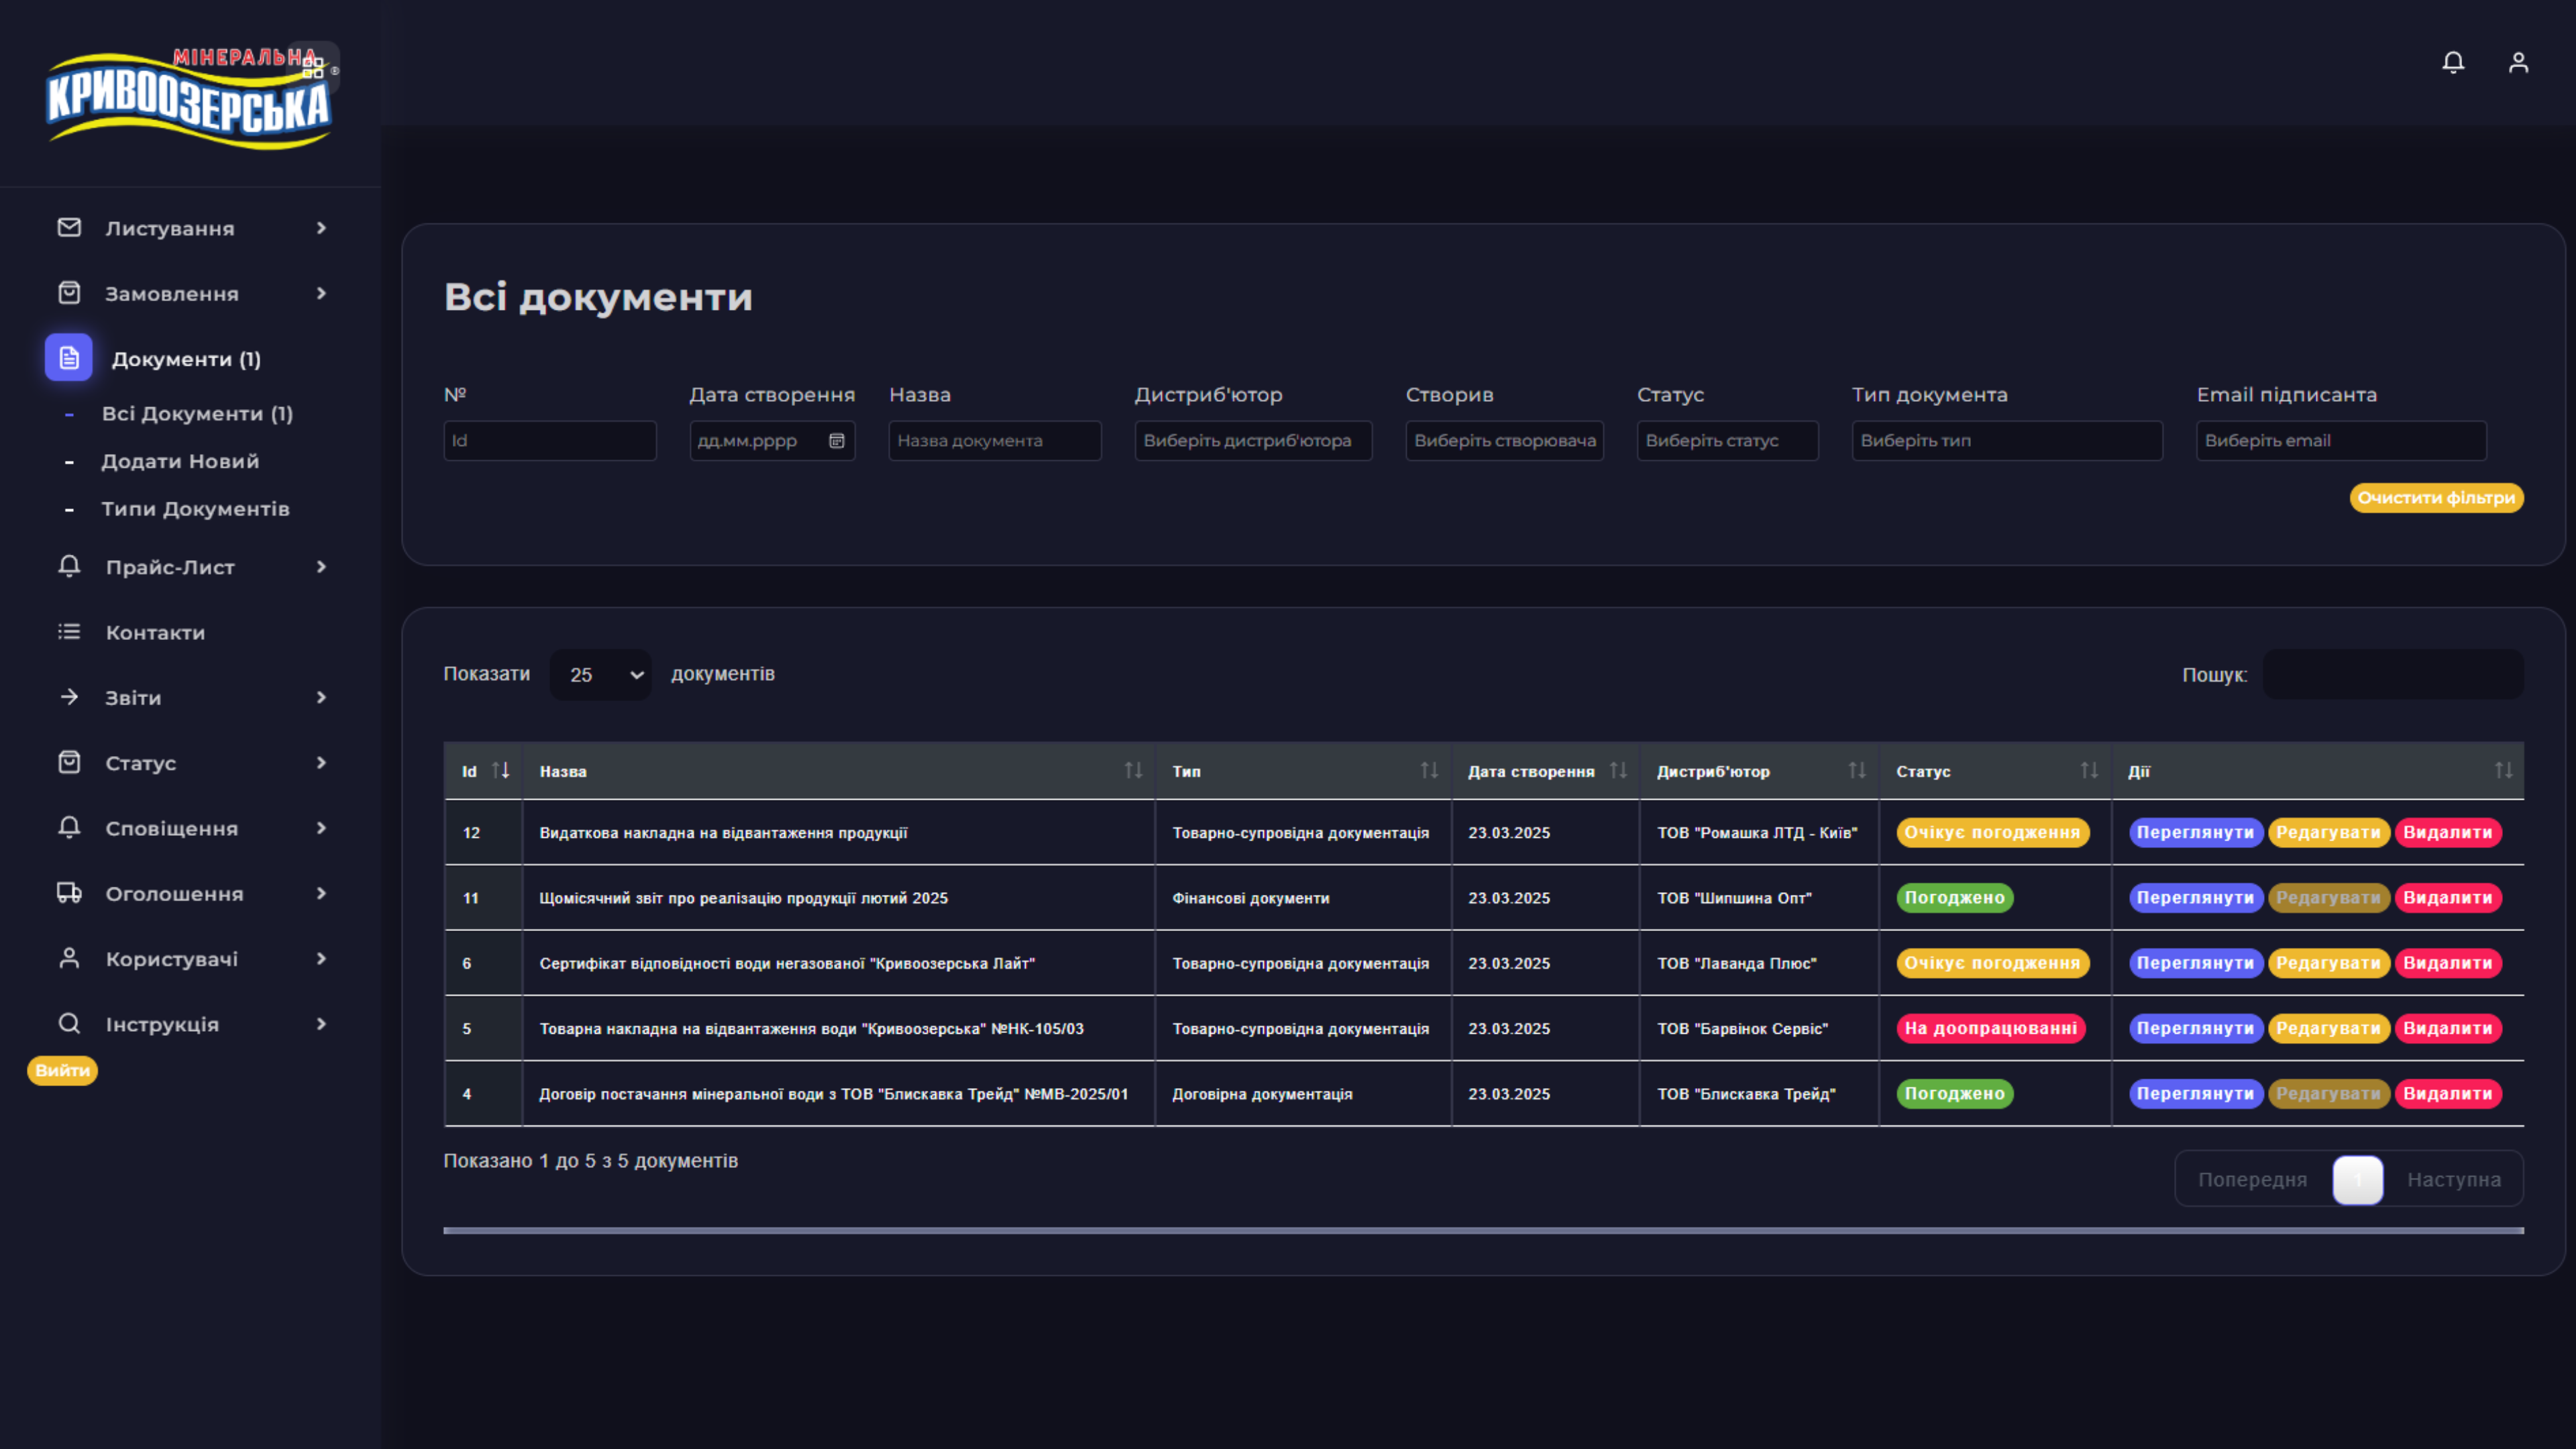 МІНЕРАЛЬНА
КРИВООЗЕРСЬКА
®
Листування
Замовлення
Документи (1)
- Всі Документи (1)
- Додати Новий
- Типи Документів
Прайс-Лист
Контакти
Звіти
Статус
Сповіщення
Оголошення
Користувачі
Інструкція
Вийти
Всі документи
№ Дата створення Назва Дистриб'ютор Створив Статус Тип документа Email підписанта
Id дд.мм.рррр Назва документа Виберіть дистриб'ютора Виберіть створювача Виберіть статус Виберіть тип Виберіть email
Очистити фільтри
Показати 25 документів Пошук:
Id Назва Тип Дата створення Дистриб'ютор Статус Дії
12 Видаткова накладна на відвантаження продукції Товарно-супровідна документація 23.03.2025 ТОВ "Ромашка ЛТД - Київ" Очікує погодження Переглянути Редагувати Видалити
11 Щомісячний звіт про реалізацію продукції лютий 2025 Фінансові документи 23.03.2025 ТОВ "Шипшина Опт" Погоджено Переглянути Редагувати Видалити
6 Сертифікат відповідності води негазованої "Кривоозерська Лайт" Товарно-супровідна документація 23.03.2025 ТОВ "Лаванда Плюс" Очікує погодження Переглянути Редагувати Видалити
5 Товарна накладна на відвантаження води "Кривоозерська" №НК-105/03 Товарно-супровідна документація 23.03.2025 ТОВ "Барвінок Сервіс" На доопрацюванні Переглянути Редагувати Видалити
4 Договір постачання мінеральної води з ТОВ "Блискавка Трейд" №МВ-2025/01 Договірна документація 23.03.2025 ТОВ "Блискавка Трейд" Погоджено Переглянути Редагувати Видалити
Показано 1 до 5 з 5 документів
Попередня 1 Наступна